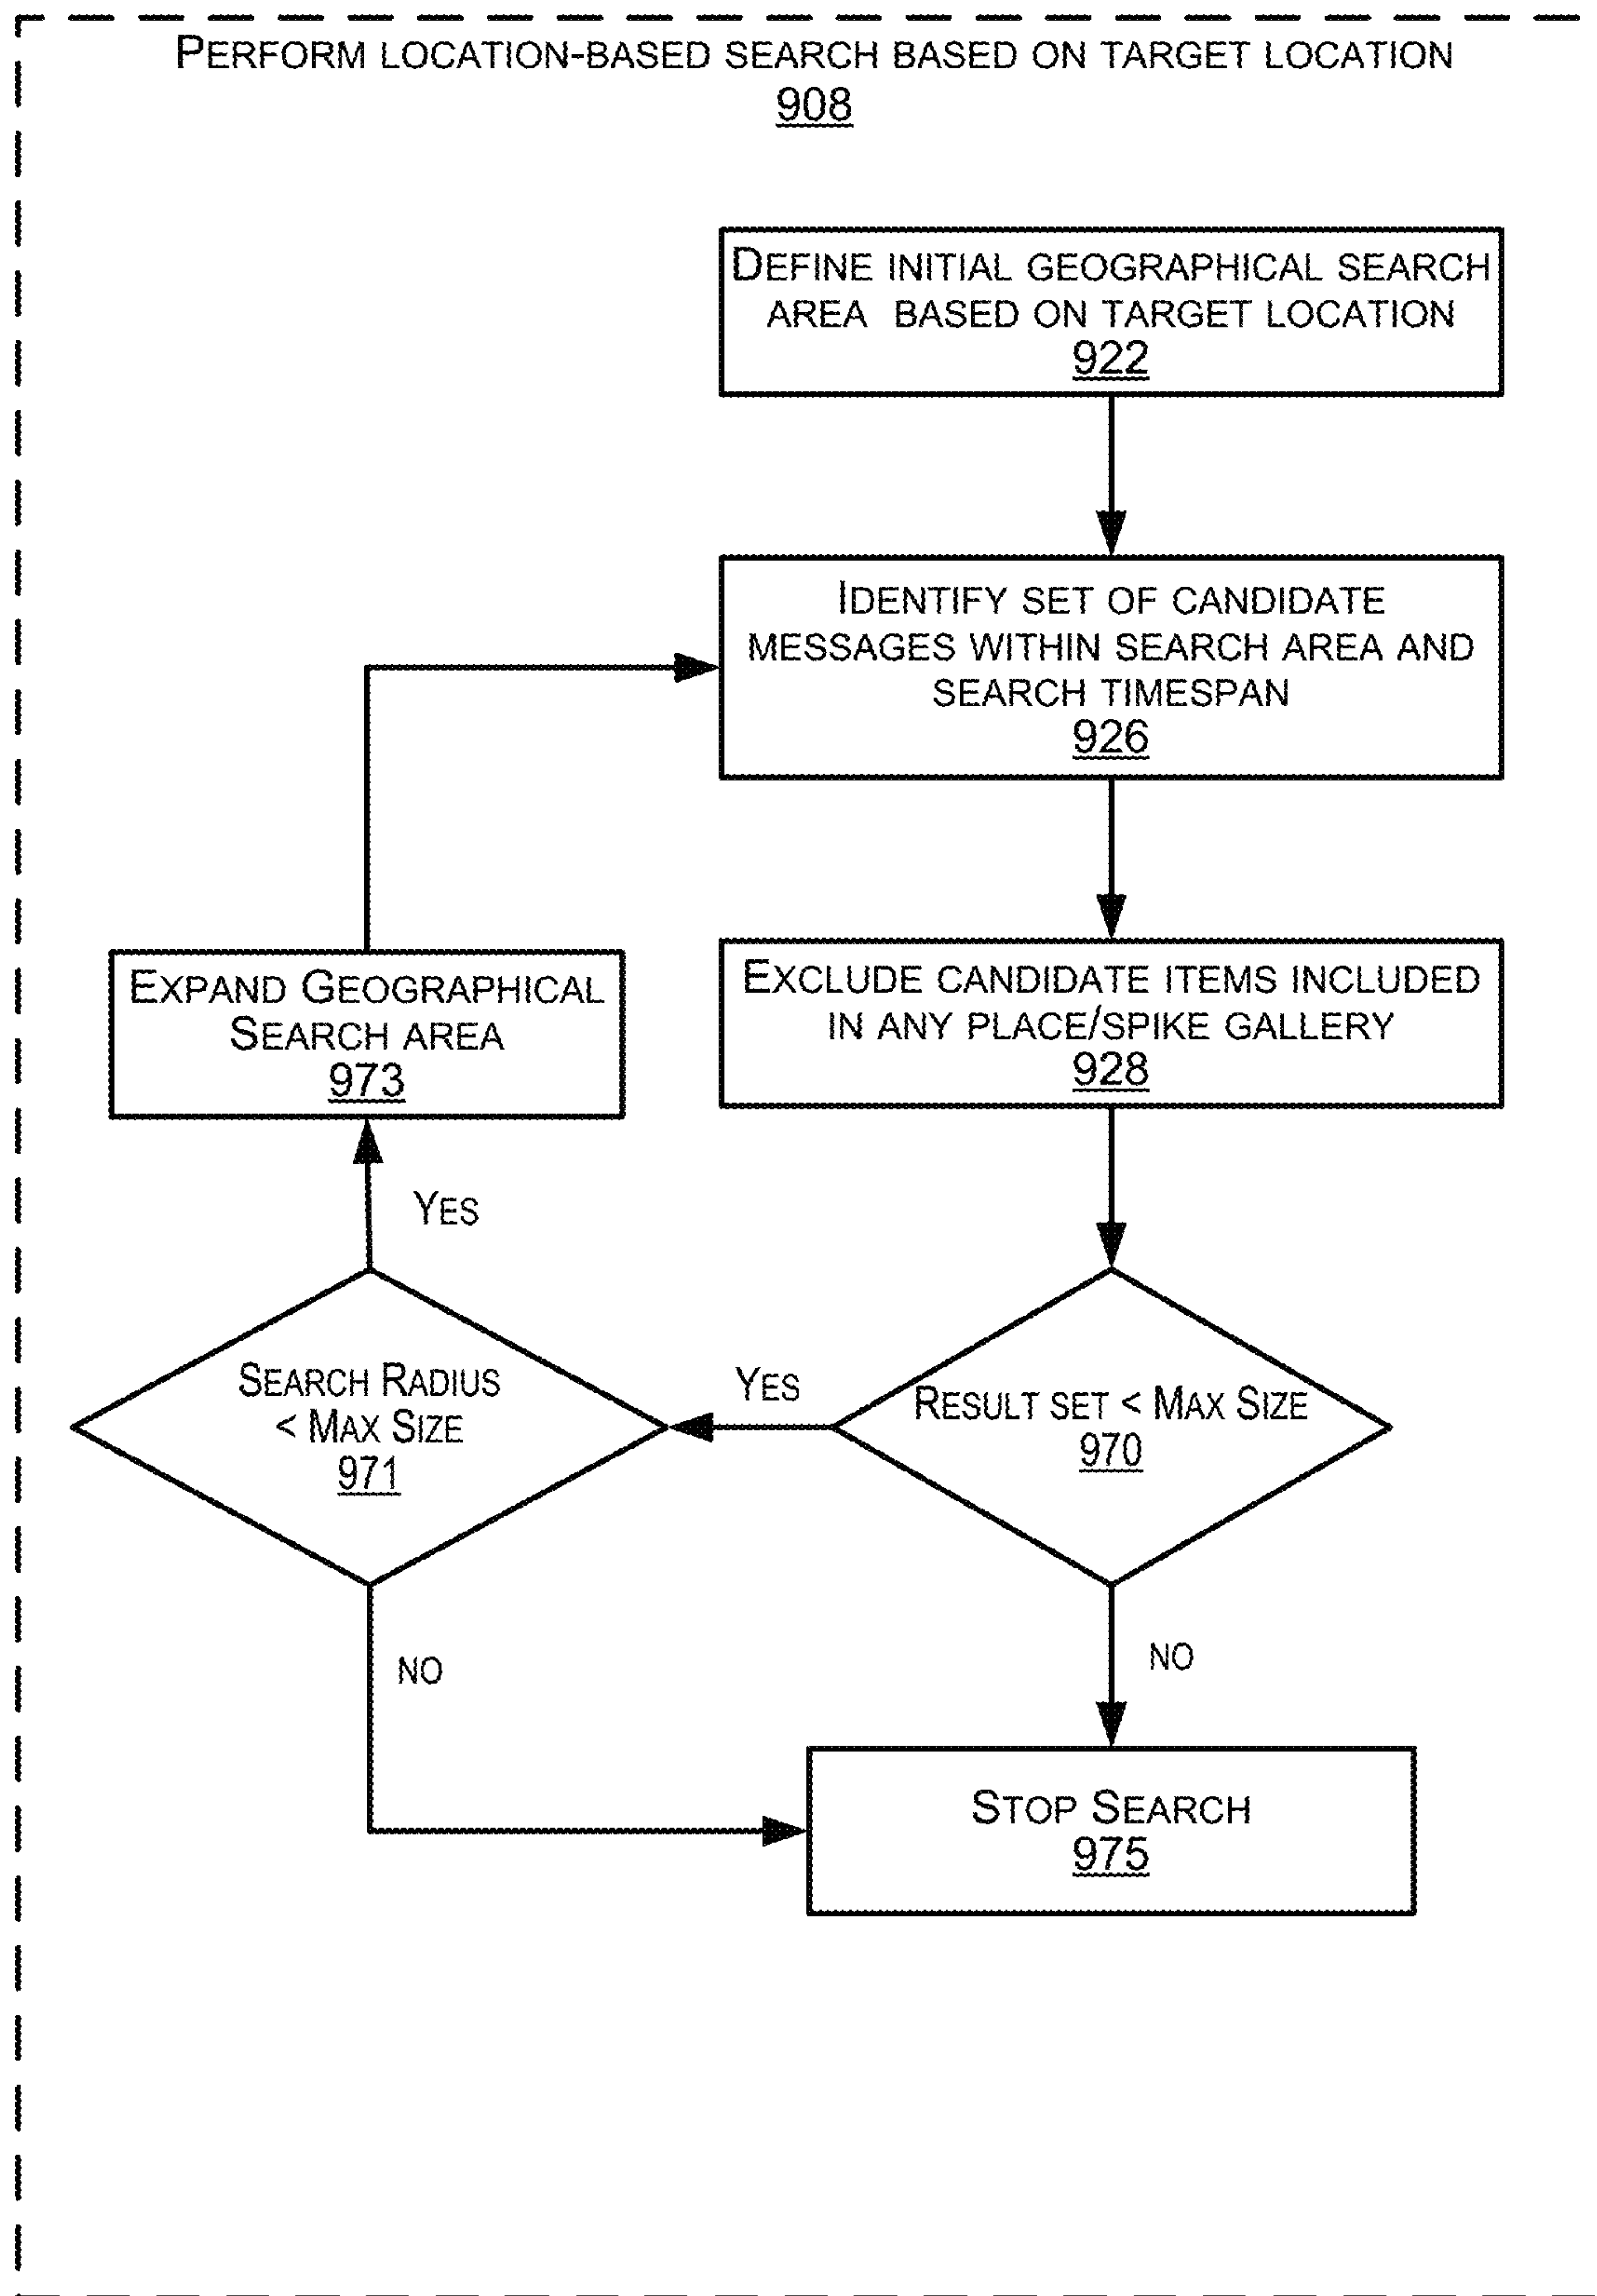 PERFORM LOCATION-BASED SEARCH BASED ON TARGET LOCATION
908
DEFINE INITIAL GEOGRAPHICAL SEARCH
AREA BASED ON TARGET LOCATION
922
IDENTIFY SET OF CANDIDATE
MESSAGES WITHIN SEARCH AREA AND
SEARCH TIMESPAN
926
EXPAND GEOGRAPHICAL
SEARCH AREA
973
EXCLUDE CANDIDATE ITEMS INCLUDED
IN ANY PLACE/SPIKE GALLERY
928
YES
SEARCH RADIUS
< MAX SIZE
971
YES
RESULT SET < MAX SIZE
970
NO
NO
STOP SEARCH
975